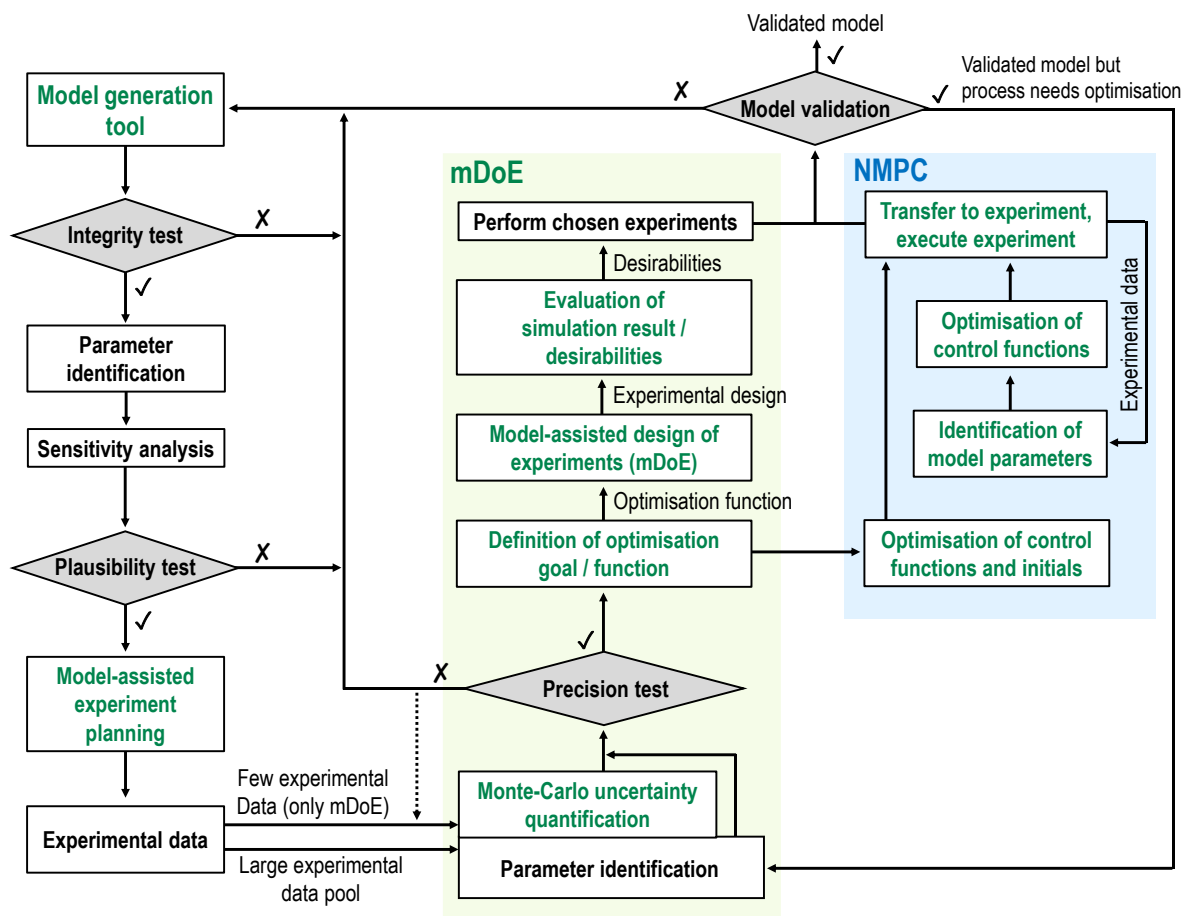 Validated model
✓
Validated model but
process needs optimisation
✓
✗
Model validation
Model generation
tool
Integrity test
✗
✓
Parameter
identification
Sensitivity analysis
Plausibility test
✗
✓
Model-assisted
experiment
planning
Experimental data
Few experimental
Data (only mDoE)
Large experimental
data pool
mDoE
Perform chosen experiments
Desirabilities
Evaluation of
simulation result /
desirabilities
Experimental design
Model-assisted design of
experiments (mDoE)
Optimisation function
Definition of optimisation
goal / function
✓
✗
Precision test
Monte-Carlo uncertainty
quantification
Parameter identification
NMPC
Transfer to experiment,
execute experiment
Experimental data
Optimisation of
control functions
Identification of
model parameters
Optimisation of control
functions and initials